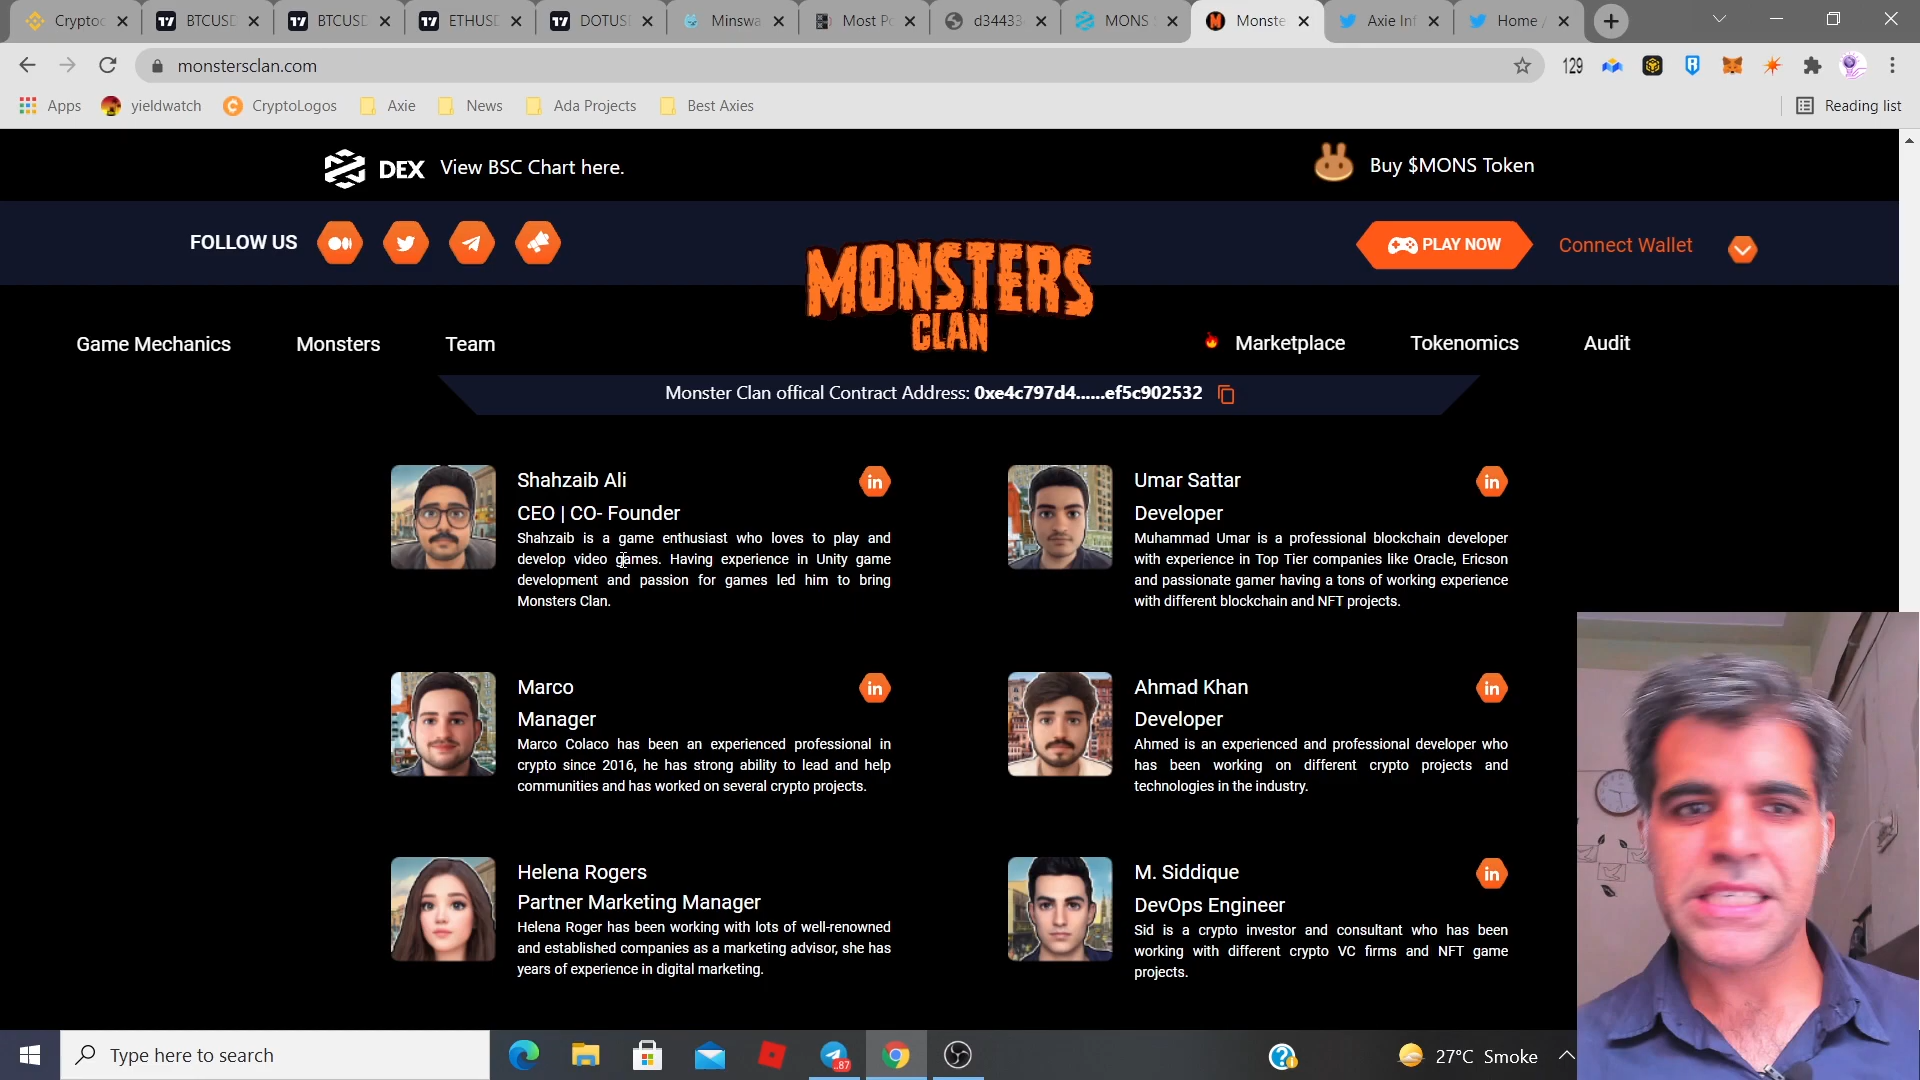 Cryptoc
BTCUSD
BTCUSD
ETHUSD
DOTUSD
Minswa
Most Po
d34433
MONS
Monste
Axie Inf
Home /
monstersclan.com
129
Apps
yieldwatch
CryptoLogos
Axie
News
Ada Projects
Best Axies
Reading list
DEX View BSC Chart here.
Buy $MONS Token
FOLLOW US
MONSTERS
CLAN
PLAY NOW
Connect Wallet
Game Mechanics
Monsters
Team
Marketplace
Tokenomics
Audit
Monster Clan offical Contract Address: 0xe4c797d4......ef5c902532
Shahzaib Ali
CEO | CO- Founder
Shahzaib is a game enthusiast who loves to play and
develop video games. Having experience in Unity game
development and passion for games led him to bring
Monsters Clan.
in
Umar Sattar
Developer
Muhammad Umar is a professional blockchain developer
with experience in Top Tier companies like Oracle, Ericson
and passionate gamer having a tons of working experience
with different blockchain and NFT projects.
in
Marco
Manager
Marco Colaco has been an experienced professional in
crypto since 2016, he has strong ability to lead and help
communities and has worked on several crypto projects.
in
Ahmad Khan
Developer
Ahmed is an experienced and professional developer who
has been working on different crypto projects and
technologies in the industry.
in
Helena Rogers
Partner Marketing Manager
Helena Roger has been working with lots of well-renowned
and established companies as a marketing advisor, she has
years of experience in digital marketing.
M. Siddique
DevOps Engineer
Sid is a crypto investor and consultant who has been
working with different crypto VC firms and NFT game
projects.
in
Type here to search
87
27°C Smoke